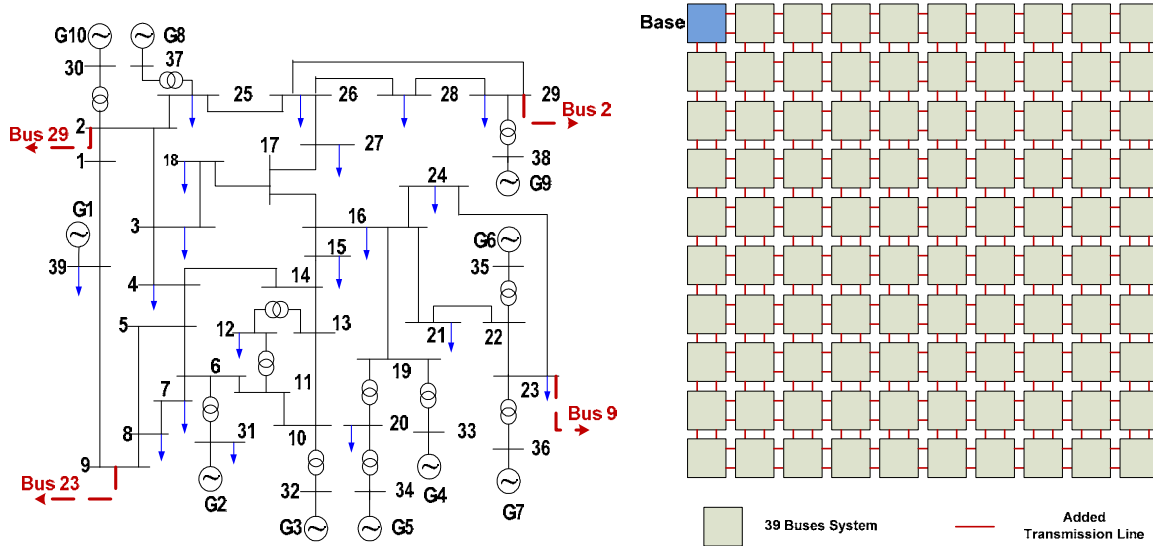 G10 G8 Base
37
30
25 26 28 29
2 Bus 2
Bus 29
27
1 17 38
18 24 G9
G1 16
3 G6
15 35
39 14
4
5 12 13 21 22
6 19
7 11 23
Bus 9
8 31 10 20 33 36
9
Bus 23 G2 32 34 G4 G7
G3 G5
39 Buses System
Added
Transmission Line